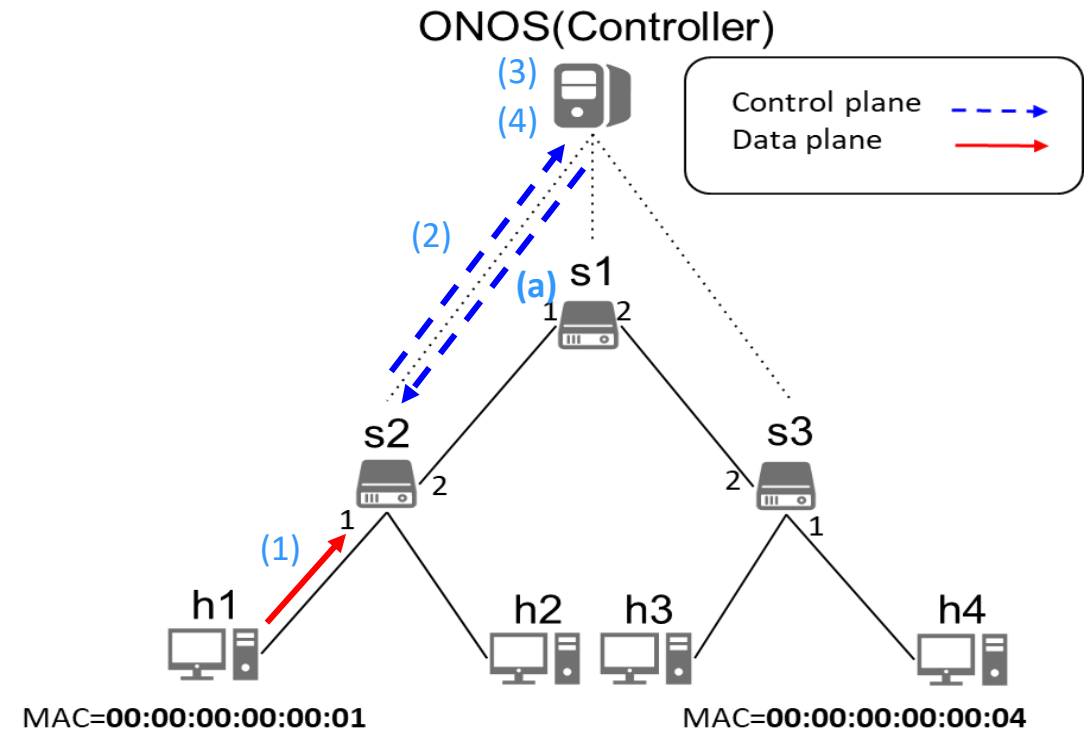 ONOS(Controller)
(3)
(4)
Control plane
Data plane
(2)
(a)
s1
1
2
s2
s3
2
2
1
1
(1)
h1
h2
h3
h4
MAC=00:00:00:00:00:01
MAC=00:00:00:00:00:04